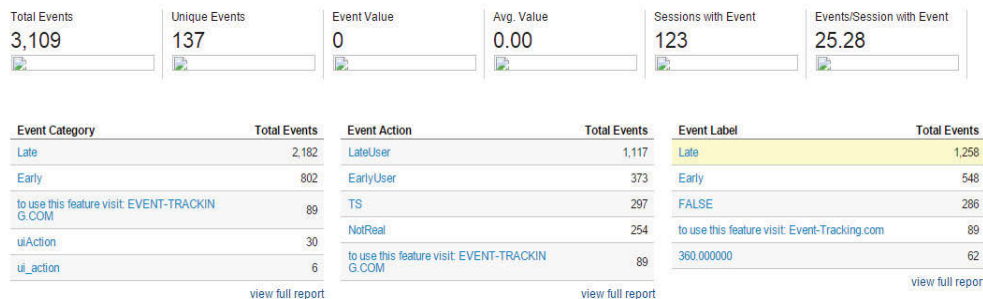 Total Events
Unique Events
Event Value
Avg. Value
Sessions with Event
Events/Session with Event
3,109
137
0
0.00
123
25.28
Event Category Total Events
Late 2,182
Early 802
to use this feature visit: EVENT-TRACKIN
G.COM 89
uiAction 30
ui_action 6
view full report
Event Action Total Events
LateUser 1,117
EarlyUser 373
TS 297
NotReal 254
to use this feature visit: EVENT-TRACKIN
G.COM 89
view full report
Event Label Total Events
Late 1,258
Early 548
FALSE 286
to use this feature visit: Event-Tracking.com 89
360.000000 62
view full repor